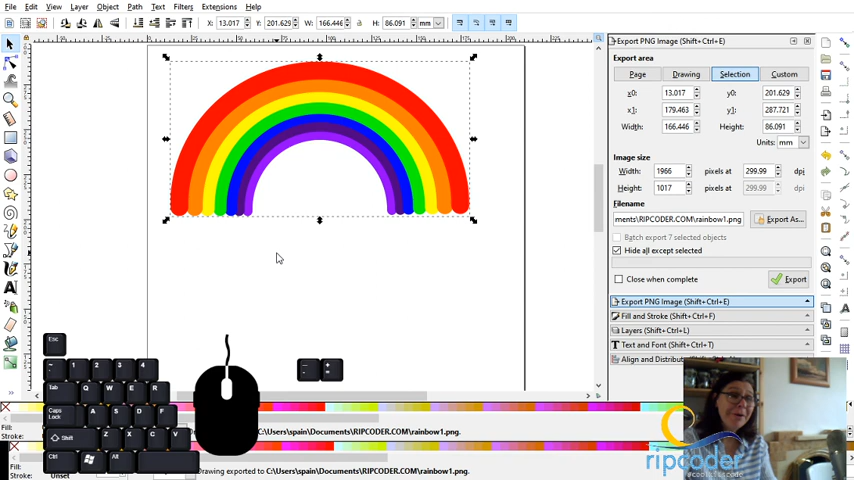 File Edit View Layer Object Path Text Filters Extensions Help
X: 13.017 Y: 201.629 W: 166.446 H: 86.091 mm
Export PNG Image (Shift+Ctrl+E)
Export area
Page Drawing Selection Custom
x0: 13.017 y0: 201.629
x1: 179.463 y1: 287.721
Width: 166.446 Height: 86.091
Units: mm
Image size
Width: 1966 pixels at 299.99 dpi
Height: 1017 pixels at 299.99 dpi
Filename
ments\RIPCODER.COM\rainbow1.png Export As...
Batch export 7 selected objects
Hide all except selected
Close when complete Export
Export PNG Image (Shift+Ctrl+E)
Fill and Stroke (Shift+Ctrl+F)
Layers (Shift+Ctrl+L)
Text and Font (Shift+Ctrl+T)
Align and Distribute
Esc
1 2 3 4
Tab Q W E R
Caps Lock A S D F
Shift Z X C V
Ctrl Alt
Fill:
Stroke:
C:\Users\spain\Documents\RIPCODER.COM\rainbow1.png.
Fill:
Stroke: Unset Drawing exported to C:\Users\spain\Documents\RIPCODER.COM\rainbow1.png.
ripcoder